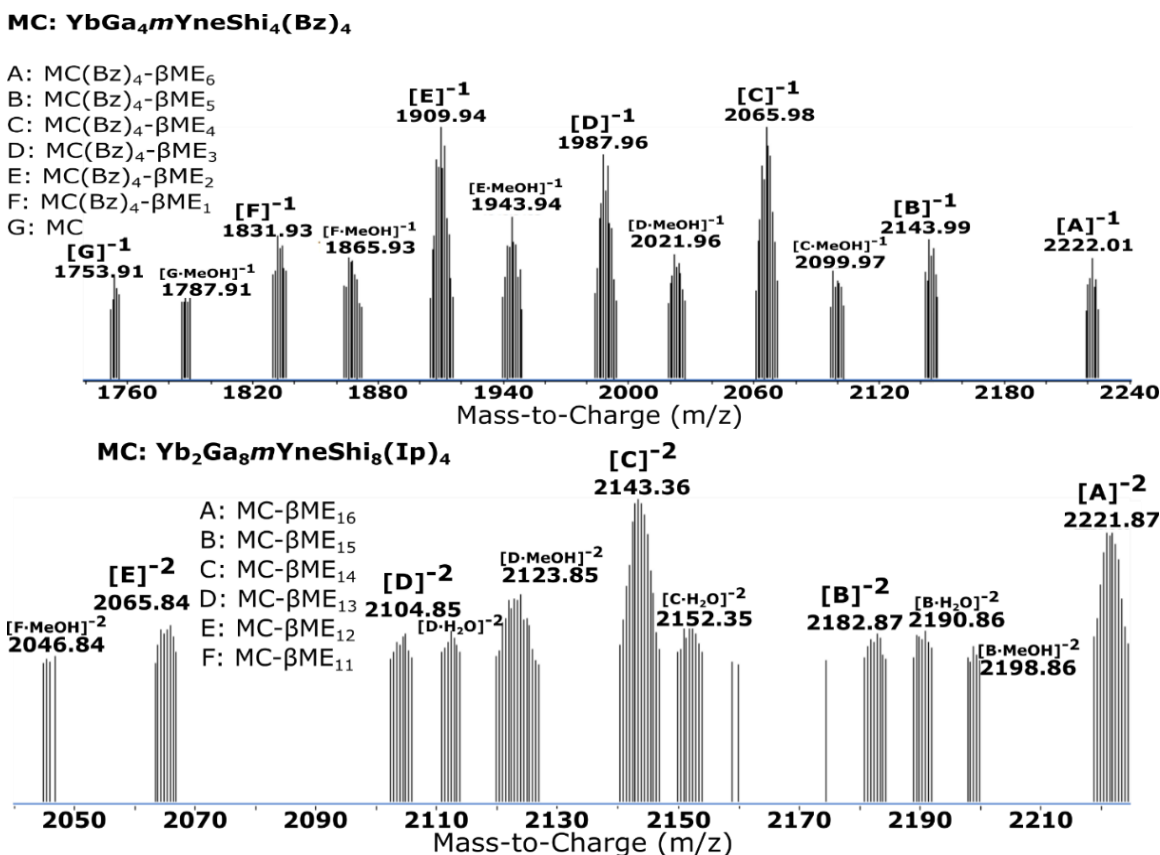 MC: YbGa₄mYneShi₄(Bz)₄
A: MC(Bz)₄-βME₆
B: MC(Bz)₄-βME₅
C: MC(Bz)₄-βME₄
D: MC(Bz)₄-βME₃
E: MC(Bz)₄-βME₂
F: MC(Bz)₄-βME₁
G: MC
[G]⁻¹
1753.91
[G·MeOH]⁻¹
1787.91
[F]⁻¹
1831.93
[F·MeOH]⁻¹
1865.93
[E]⁻¹
1909.94
[E·MeOH]⁻¹
1943.94
[D]⁻¹
1987.96
[D·MeOH]⁻¹
2021.96
[C]⁻¹
2065.98
[C·MeOH]⁻¹
2099.97
[B]⁻¹
2143.99
[A]⁻¹
2222.01
1760 1820 1880 1940 2000 2060 2120 2180 2240
Mass-to-Charge (m/z)
MC: Yb₂Ga₈mYneShi₈(Ip)₄
A: MC-βME₁₆
B: MC-βME₁₅
C: MC-βME₁₄
D: MC-βME₁₃
E: MC-βME₁₂
F: MC-βME₁₁
[F·MeOH]⁻²
2046.84
[E]⁻²
2065.84
[D]⁻²
2104.85
[D·H₂O]⁻²
[D·MeOH]⁻²
2123.85
[C]⁻²
2143.36
[C·H₂O]⁻²
2152.35
[B]⁻²
2182.87
[B·H₂O]⁻²
2190.86
[B·MeOH]⁻²
2198.86
[A]⁻²
2221.87
2050 2070 2090 2110 2130 2150 2170 2190 2210
Mass-to-Charge (m/z)